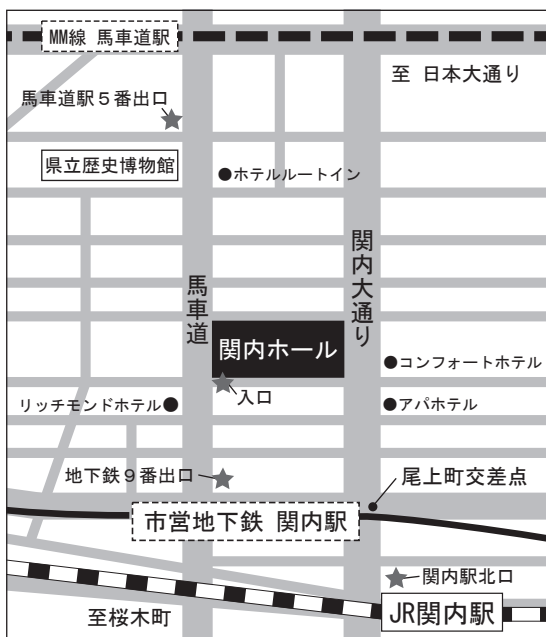 MM線 馬車道駅
至 日本大通り
馬車道駅５番出口
県立歴史博物館
●ホテルルートイン
馬車道
関内大通り
関内ホール
●コンフォートホテル
入口
リッチモンドホテル●
●アパホテル
地下鉄９番出口
尾上町交差点
市営地下鉄 関内駅
関内駅北口
至桜木町
JR関内駅